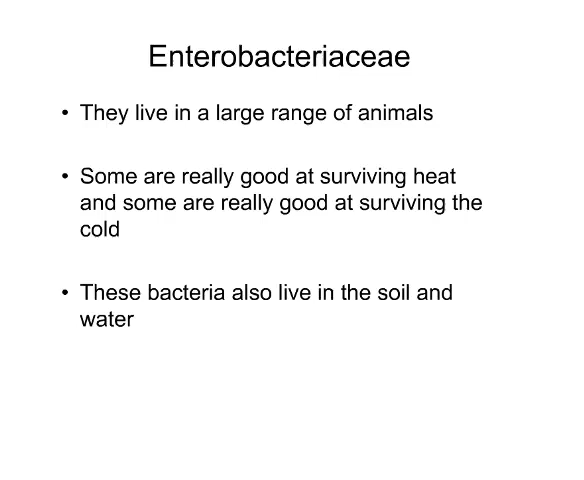 Enterobacteriaceae
• They live in a large range of animals
• Some are really good at surviving heat
and some are really good at surviving the
cold
• These bacteria also live in the soil and
water